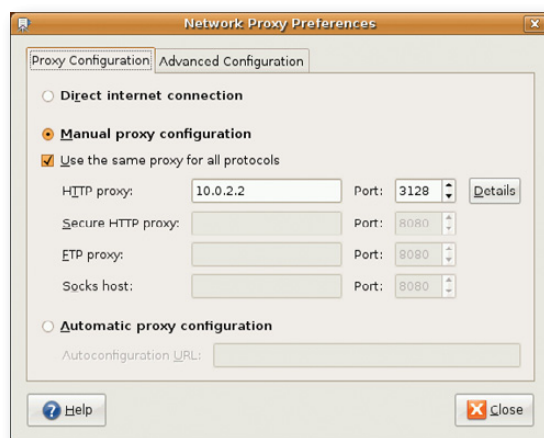 Network Proxy Preferences
Proxy Configuration Advanced Configuration
Direct internet connection
Manual proxy configuration
Use the same proxy for all protocols
HTTP proxy: 10.0.2.2 Port: 3128 Details
Secure HTTP proxy: Port: 8080
FTP proxy: Port: 8080
Socks host: Port: 8080
Automatic proxy configuration
Autoconfiguration URL:
Help Close